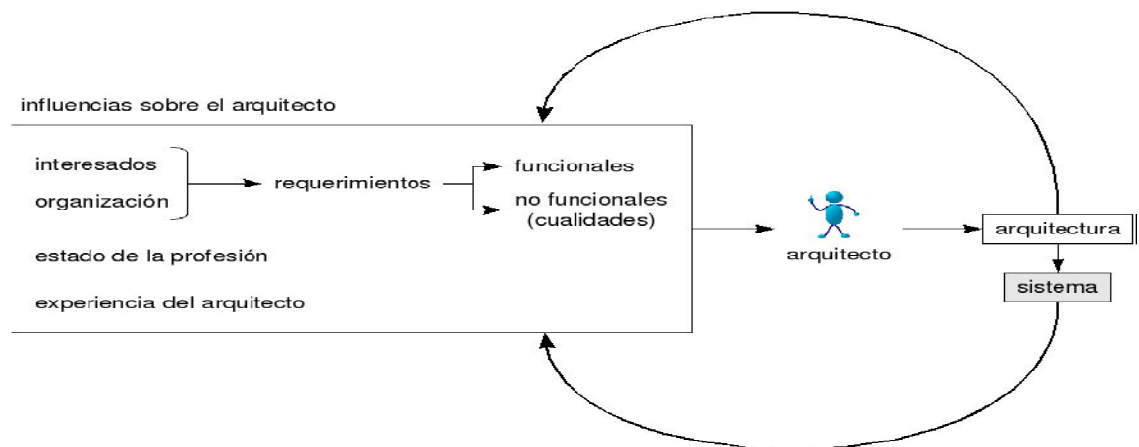 influencias sobre el arquitecto
interesados
organización
requerimientos
funcionales
no funcionales
(cualidades)
estado de la profesión
experiencia del arquitecto
arquitecto
arquitectura
sistema